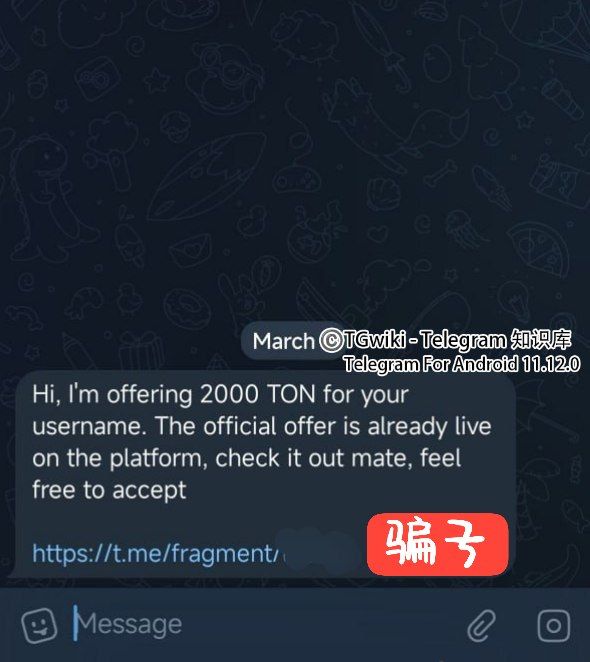 March
©TGwiki - Telegram 知识库
Telegram For Android 11.12.0
Hi, I'm offering 2000 TON for your
username. The official offer is already live
on the platform, check it out mate, feel
free to accept
https://t.me/fragment/
骗子
Message